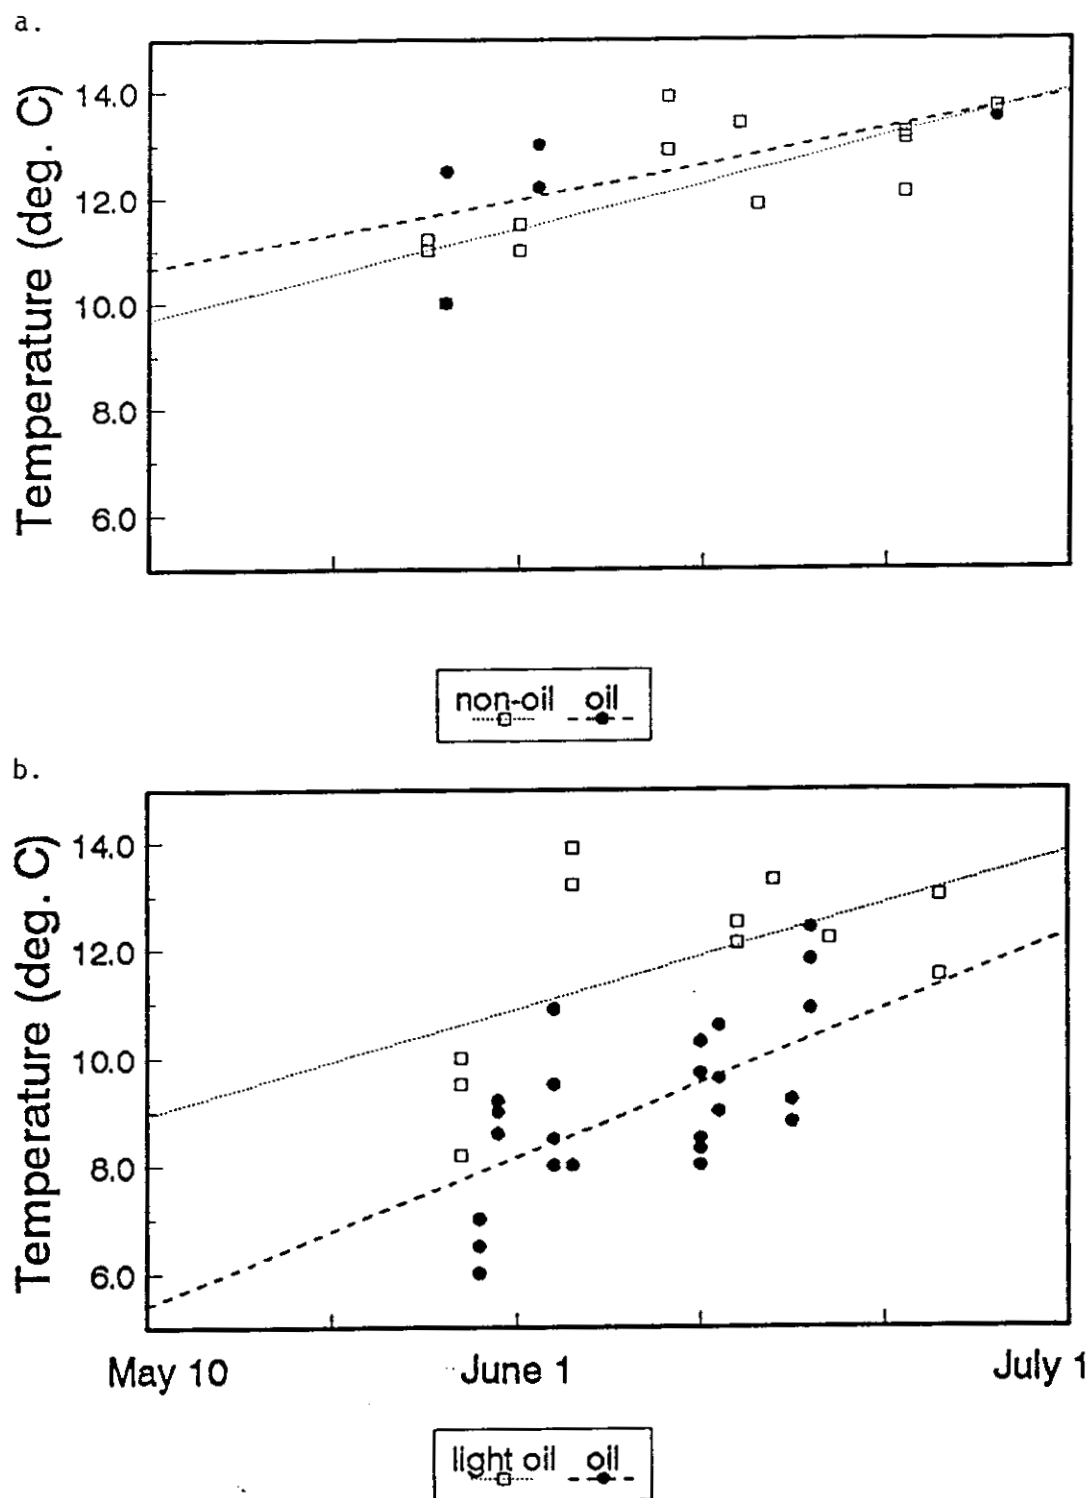 a.
Temperature (deg. C)
14.0
12.0
10.0
8.0
6.0
non-oil oil
b.
Temperature (deg. C)
14.0
12.0
10.0
8.0
6.0
May 10 June 1 July 1
light oil oil